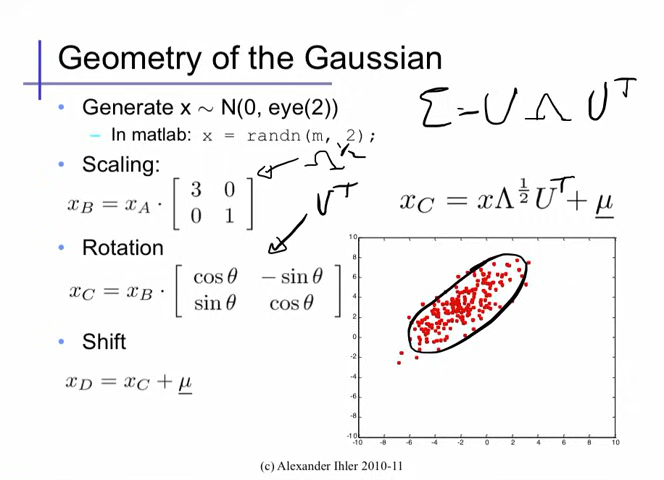 Geometry of the Gaussian
• Generate x ~ N(0, eye(2))
– In matlab: x = randn(m, 2);
• Scaling:
x_B = x_A · [ 3 0
0 1 ]
Λ^½
U^T
• Rotation
x_C = x_B · [ cos θ − sin θ
sin θ cos θ ]
• Shift
x_D = x_C + μ
Σ = U Λ U^T
x_C = xΛ^½ U^T + μ
10
8
6
4
2
0
-2
-4
-6
-8
-10
-10 -8 -6 -4 -2 0 2 4 6 8 10
(c) Alexander Ihler 2010-11